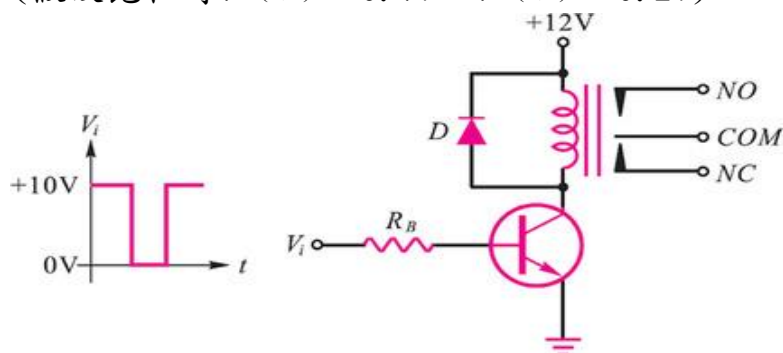 +12V
NO
D
COM
V_i
NC
+10V
R_B
V_i
0V
t